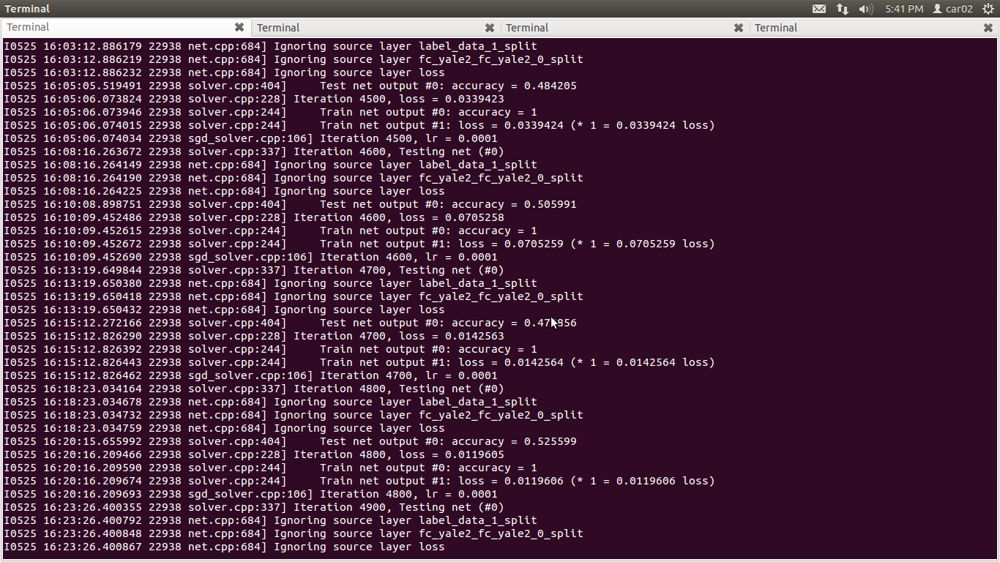 Terminal 5:41 PM car02
Terminal Terminal Terminal Terminal
I0525 16:03:12.886179 22938 net.cpp:684] Ignoring source layer label_data_1_split
I0525 16:03:12.886219 22938 net.cpp:684] Ignoring source layer fc_yale2_fc_yale2_0_split
I0525 16:03:12.886232 22938 net.cpp:684] Ignoring source layer loss
I0525 16:05:05.519491 22938 solver.cpp:404]     Test net output #0: accuracy = 0.484205
I0525 16:05:06.073824 22938 solver.cpp:228] Iteration 4500, loss = 0.0339423
I0525 16:05:06.073946 22938 solver.cpp:244]     Train net output #0: accuracy = 1
I0525 16:05:06.074015 22938 solver.cpp:244]     Train net output #1: loss = 0.0339424 (* 1 = 0.0339424 loss)
I0525 16:05:06.074034 22938 sgd_solver.cpp:106] Iteration 4500, lr = 0.0001
I0525 16:08:16.263672 22938 solver.cpp:337] Iteration 4600, Testing net (#0)
I0525 16:08:16.264149 22938 net.cpp:684] Ignoring source layer label_data_1_split
I0525 16:08:16.264190 22938 net.cpp:684] Ignoring source layer fc_yale2_fc_yale2_0_split
I0525 16:08:16.264225 22938 net.cpp:684] Ignoring source layer loss
I0525 16:10:08.898751 22938 solver.cpp:404]     Test net output #0: accuracy = 0.505991
I0525 16:10:09.452486 22938 solver.cpp:228] Iteration 4600, loss = 0.0705258
I0525 16:10:09.452615 22938 solver.cpp:244]     Train net output #0: accuracy = 1
I0525 16:10:09.452672 22938 solver.cpp:244]     Train net output #1: loss = 0.0705259 (* 1 = 0.0705259 loss)
I0525 16:10:09.452690 22938 sgd_solver.cpp:106] Iteration 4600, lr = 0.0001
I0525 16:13:19.649844 22938 solver.cpp:337] Iteration 4700, Testing net (#0)
I0525 16:13:19.650380 22938 net.cpp:684] Ignoring source layer label_data_1_split
I0525 16:13:19.650418 22938 net.cpp:684] Ignoring source layer fc_yale2_fc_yale2_0_split
I0525 16:13:19.650432 22938 net.cpp:684] Ignoring source layer loss
I0525 16:15:12.272166 22938 solver.cpp:404]     Test net output #0: accuracy =
I0525 16:15:12.826290 22938 solver.cpp:228] Iteration 4700, loss = 0.0142563
I0525 16:15:12.826392 22938 solver.cpp:244]     Train net output #0: accuracy = 1
I0525 16:15:12.826443 22938 solver.cpp:244]     Train net output #1: loss = 0.0142564 (* 1 = 0.0142564 loss)
I0525 16:15:12.826462 22938 sgd_solver.cpp:106] Iteration 4700, lr = 0.0001
I0525 16:18:23.034164 22938 solver.cpp:337] Iteration 4800, Testing net (#0)
I0525 16:18:23.034678 22938 net.cpp:684] Ignoring source layer label_data_1_split
I0525 16:18:23.034732 22938 net.cpp:684] Ignoring source layer fc_yale2_fc_yale2_0_split
I0525 16:18:23.034759 22938 net.cpp:684] Ignoring source layer loss
I0525 16:20:15.655992 22938 solver.cpp:404]     Test net output #0: accuracy = 0.525599
I0525 16:20:16.209466 22938 solver.cpp:228] Iteration 4800, loss = 0.0119605
I0525 16:20:16.209590 22938 solver.cpp:244]     Train net output #0: accuracy = 1
I0525 16:20:16.209674 22938 solver.cpp:244]     Train net output #1: loss = 0.0119606 (* 1 = 0.0119606 loss)
I0525 16:20:16.209693 22938 sgd_solver.cpp:106] Iteration 4800, lr = 0.0001
I0525 16:23:26.400355 22938 solver.cpp:337] Iteration 4900, Testing net (#0)
I0525 16:23:26.400792 22938 net.cpp:684] Ignoring source layer label_data_1_split
I0525 16:23:26.400848 22938 net.cpp:684] Ignoring source layer fc_yale2_fc_yale2_0_split
I0525 16:23:26.400867 22938 net.cpp:684] Ignoring source layer loss